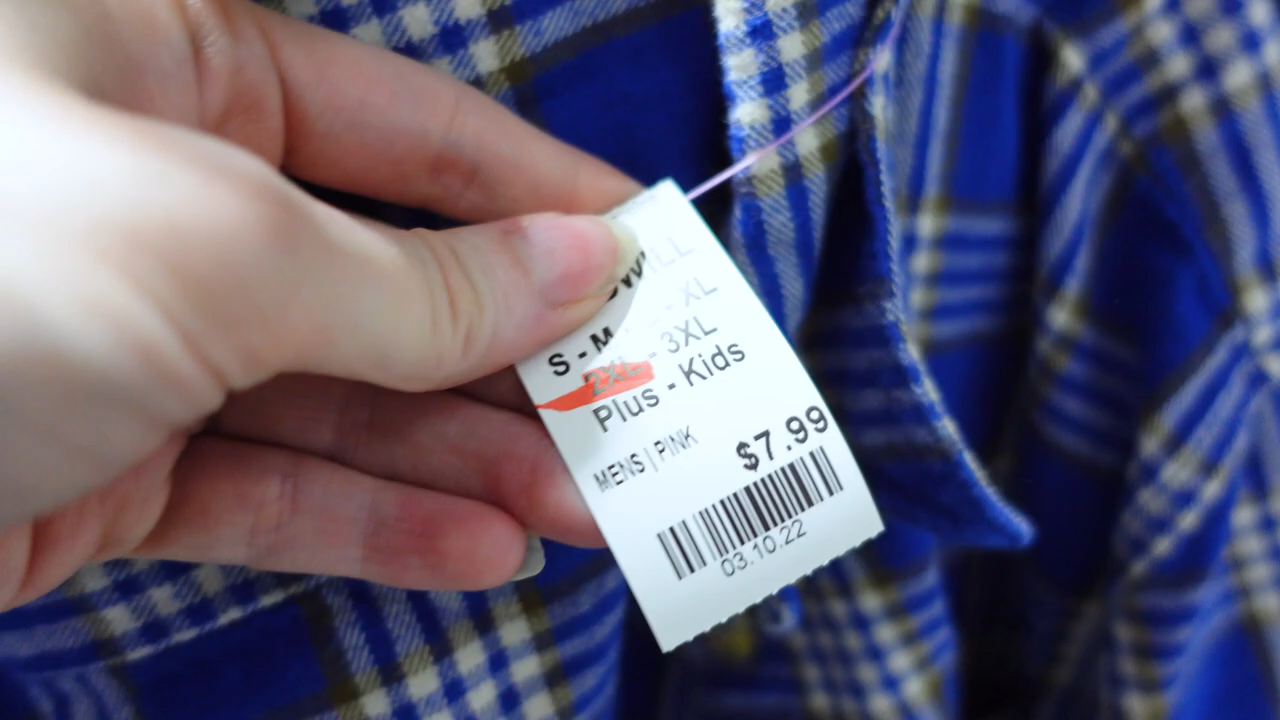 S - M - XL
2XL - 3XL
Plus - Kids
MENS | PINK
$7.99
03.10.22